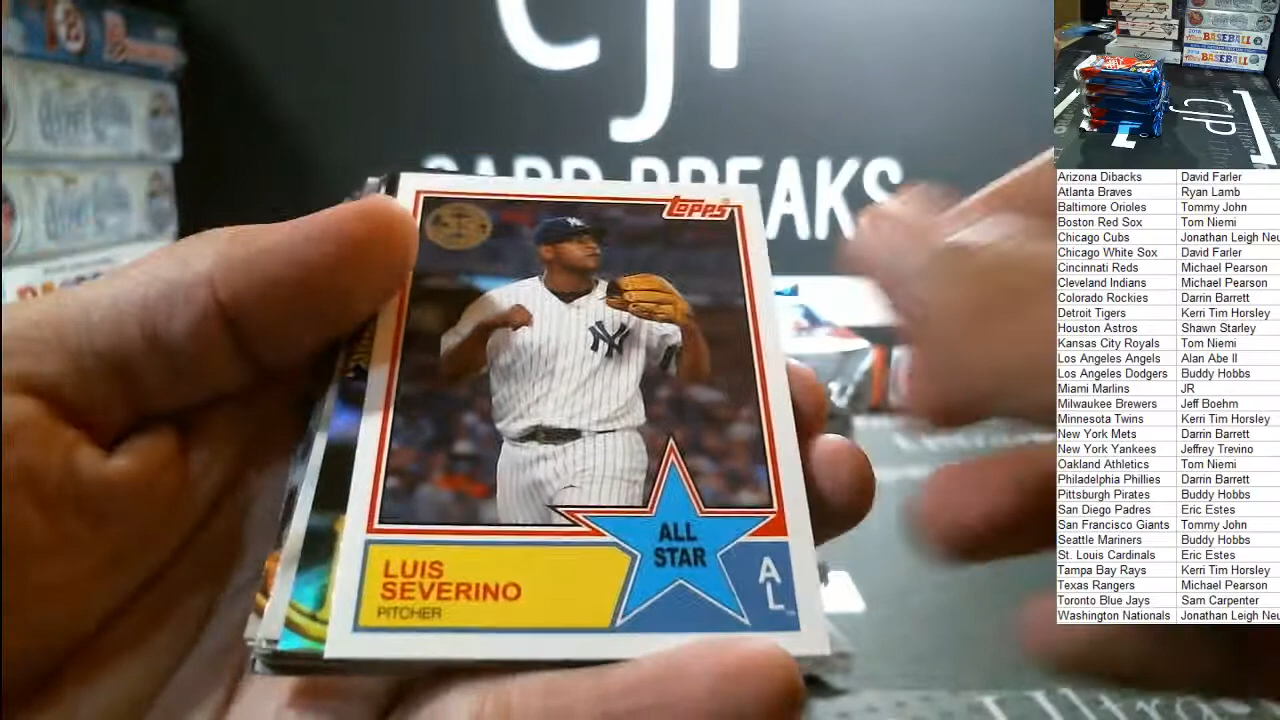 CJP
CARD BREAKS
Topps
NY
ALL
STAR
LUIS
SEVERINO
PITCHER
A
L
BASEBALL
BASEBALL
CJP
Arizona Dibacks David Farler
Atlanta Braves Ryan Lamb
Baltimore Orioles Tommy John
Boston Red Sox Tom Niemi
Chicago Cubs Jonathan Leigh Neu
Chicago White Sox David Farler
Cincinnati Reds Michael Pearson
Cleveland Indians Michael Pearson
Colorado Rockies Darrin Barrett
Detroit Tigers Kerri Tim Horsley
Houston Astros Shawn Starley
Kansas City Royals Tom Niemi
Los Angeles Angels Alan Abe II
Los Angeles Dodgers Buddy Hobbs
Miami Marlins JR
Milwaukee Brewers Jeff Boehm
Minnesota Twins Kerri Tim Horsley
New York Mets Darrin Barrett
New York Yankees Jeffrey Trevino
Oakland Athletics Tom Niemi
Philadelphia Phillies Darrin Barrett
Pittsburgh Pirates Buddy Hobbs
San Diego Padres Eric Estes
San Francisco Giants Tommy John
Seattle Mariners Buddy Hobbs
St. Louis Cardinals Eric Estes
Tampa Bay Rays Kerri Tim Horsley
Texas Rangers Michael Pearson
Toronto Blue Jays Sam Carpenter
Washington Nationals Jonathan Leigh Neu